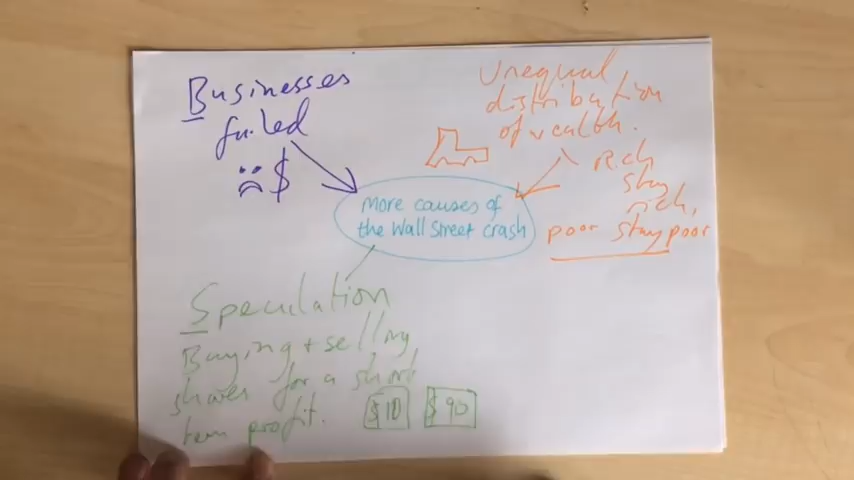 Businesses
failed
$
Unequal
distribution
of wealth.
Rich
stay
rich,
poor stay poor
More causes of
the Wall Street crash
Speculation
Buying + selling
shares for a short
term profit.
$10
$90